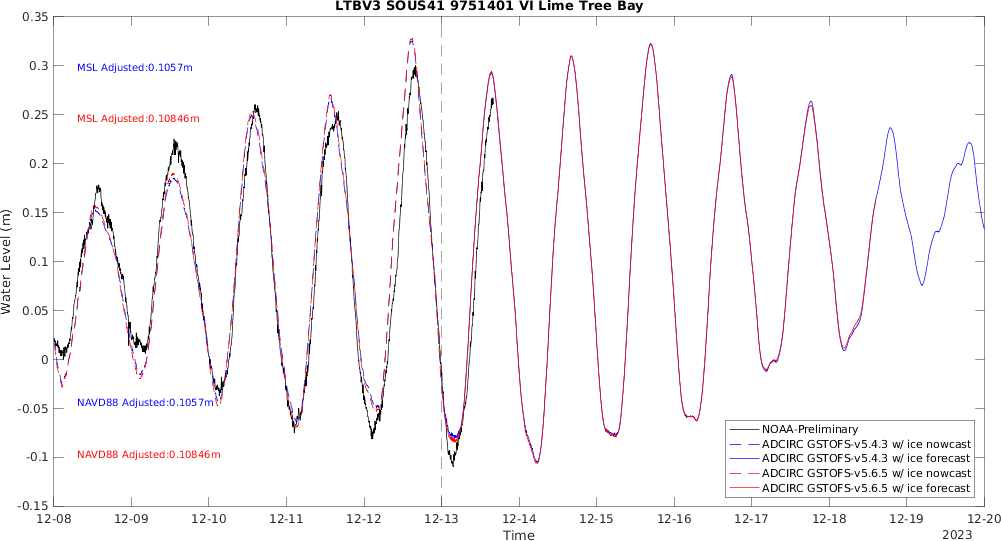 LTBV3 SOUS41 9751401 VI Lime Tree Bay
0.35
0.3
0.25
0.2
0.15
0.1
0.05
0
-0.05
-0.1
-0.15
Water Level (m)
MSL Adjusted:0.1057m
MSL Adjusted:0.10846m
NAVD88 Adjusted:0.1057m
NAVD88 Adjusted:0.10846m
NOAA-Preliminary
ADCIRC GSTOFS-v5.4.3 w/ ice nowcast
ADCIRC GSTOFS-v5.4.3 w/ ice forecast
ADCIRC GSTOFS-v5.6.5 w/ ice nowcast
ADCIRC GSTOFS-v5.6.5 w/ ice forecast
12-08 12-09 12-10 12-11 12-12 12-13 12-14 12-15 12-16 12-17 12-18 12-19 12-20
Time
2023